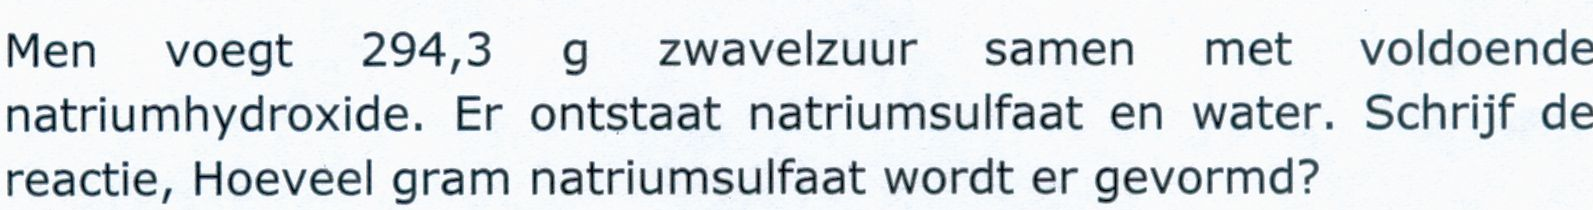 Men voegt 294,3 g zwavelzuur samen met voldoende
natriumhydroxide. Er ontstaat natriumsulfaat en water. Schrijf de
reactie, Hoeveel gram natriumsulfaat wordt er gevormd?